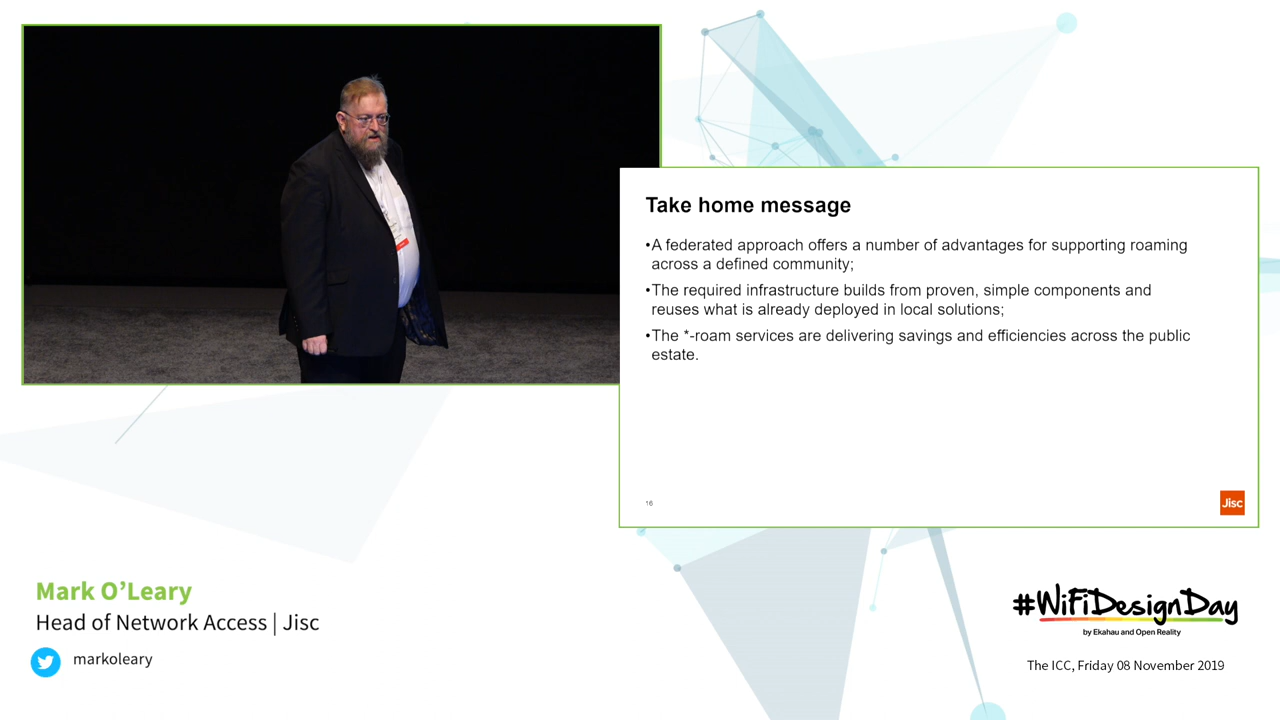 Take home message
•A federated approach offers a number of advantages for supporting roaming
across a defined community;
•The required infrastructure builds from proven, simple components and
reuses what is already deployed in local solutions;
•The *-roam services are delivering savings and efficiencies across the public
estate.
16
Jisc
Mark O’Leary
Head of Network Access | Jisc
markoleary
#WiFiDesignDay
by Ekahau and Open Reality
The ICC, Friday 08 November 2019